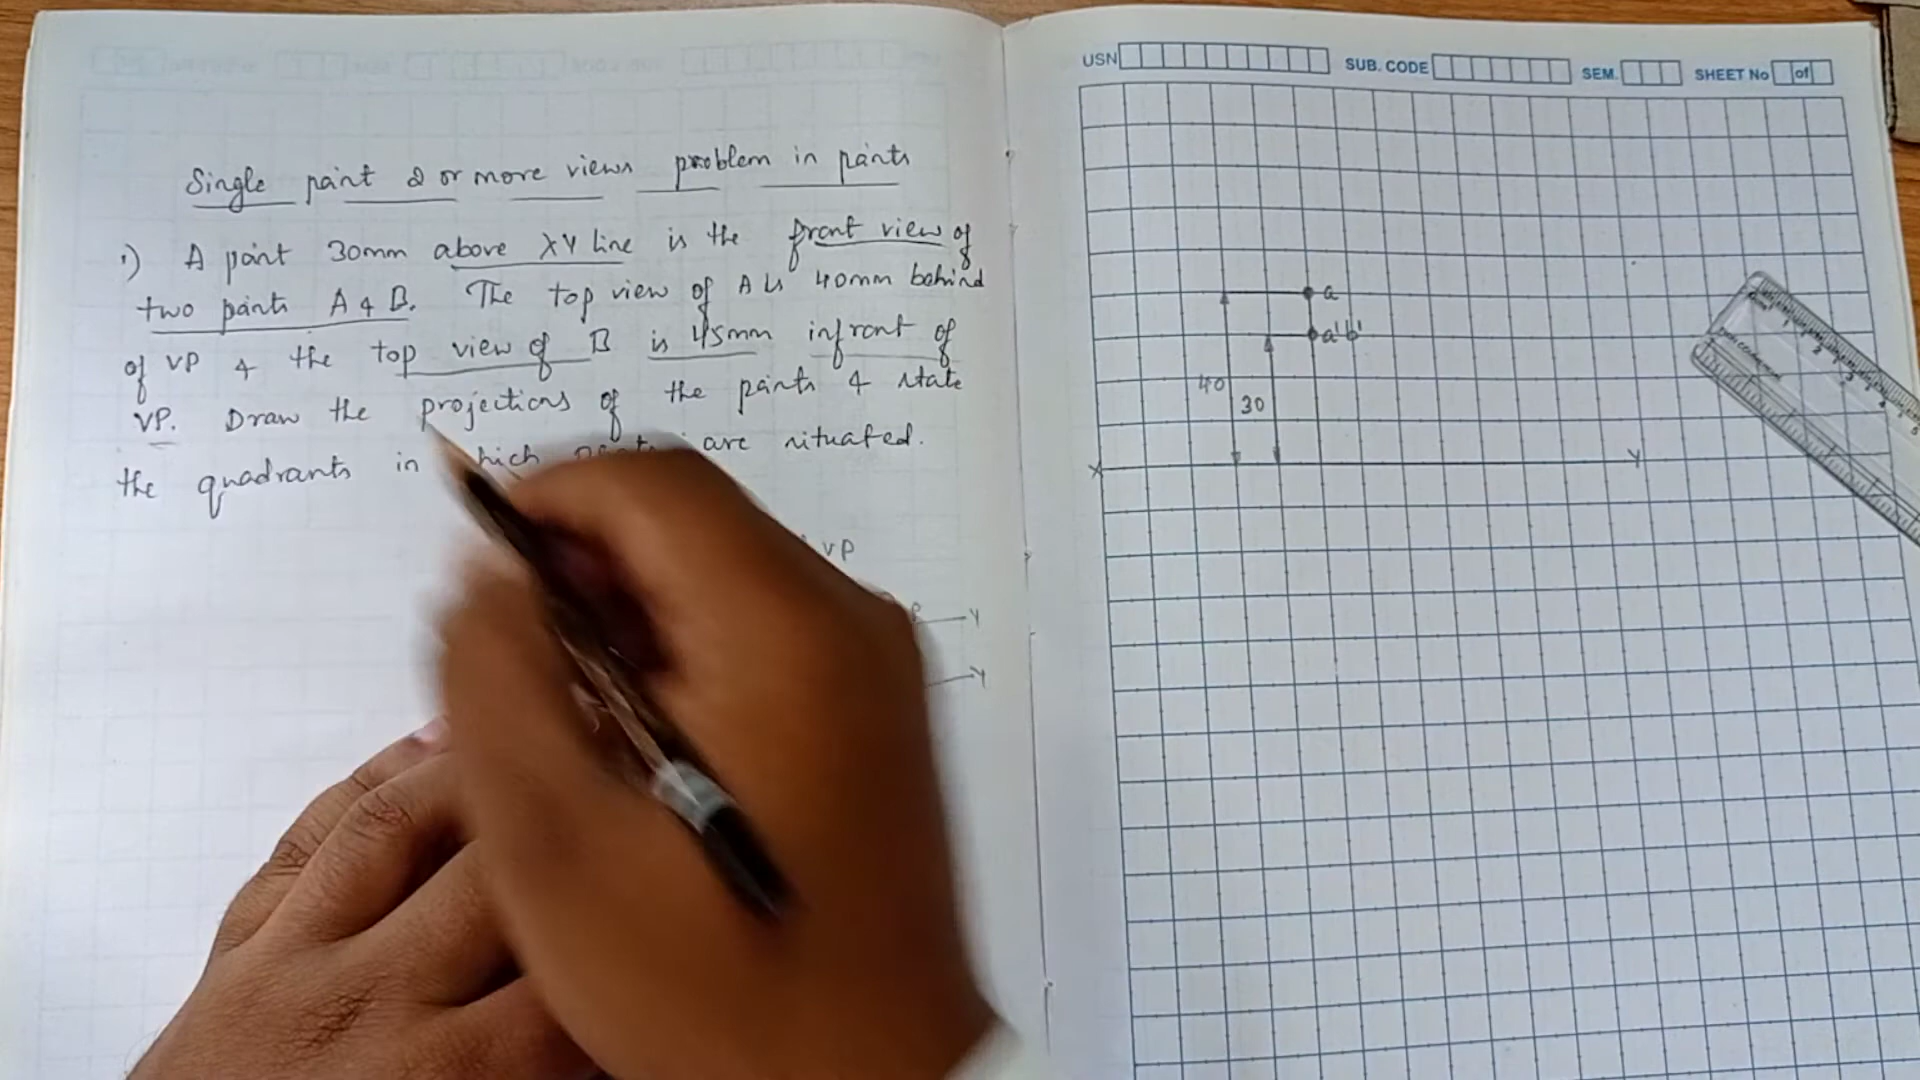 Single point 2 or more views problem in points
1) A point 30mm above XY line is the front view of
two points A & B. The top view of A is 40mm behind
of VP & the top view of B is 45mm infront of
VP. Draw the projections of the points & state
the quadrants in which points are situated.
VP
Y
Y
USN SUB. CODE SEM. SHEET No of
a
a'b'
40
30
X Y